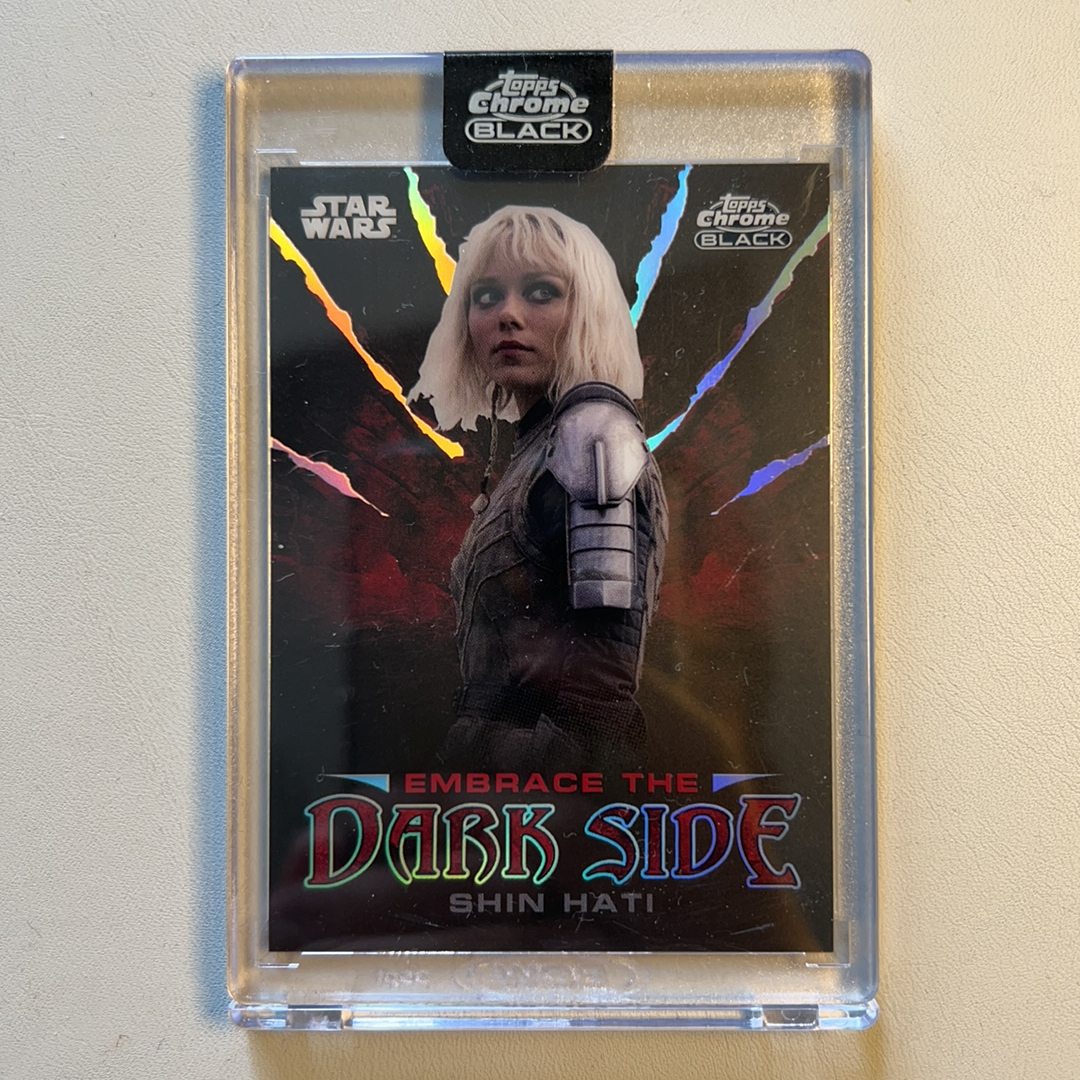 topps
Chrome
BLACK
STAR
WARS
topps
Chrome
BLACK
EMBRACE THE
DARK SIDE
SHIN HATI